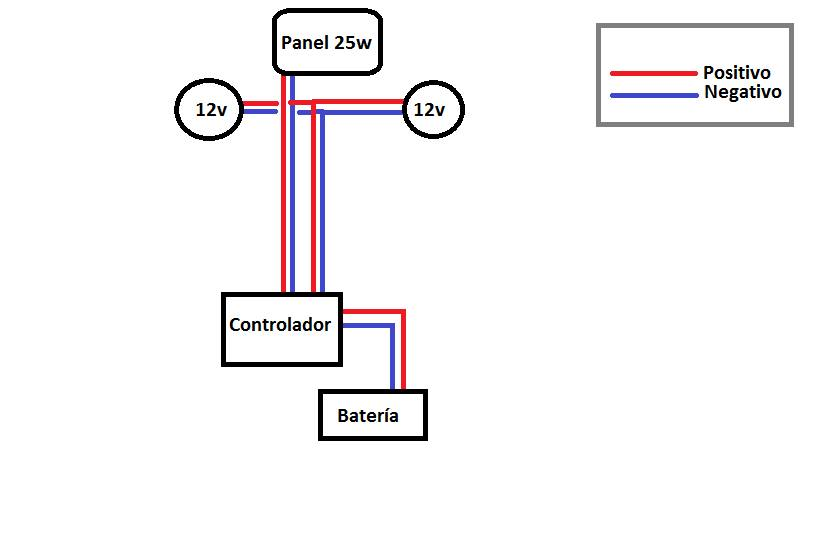 Panel 25w
12v
12v
Positivo
Negativo
Controlador
Batería